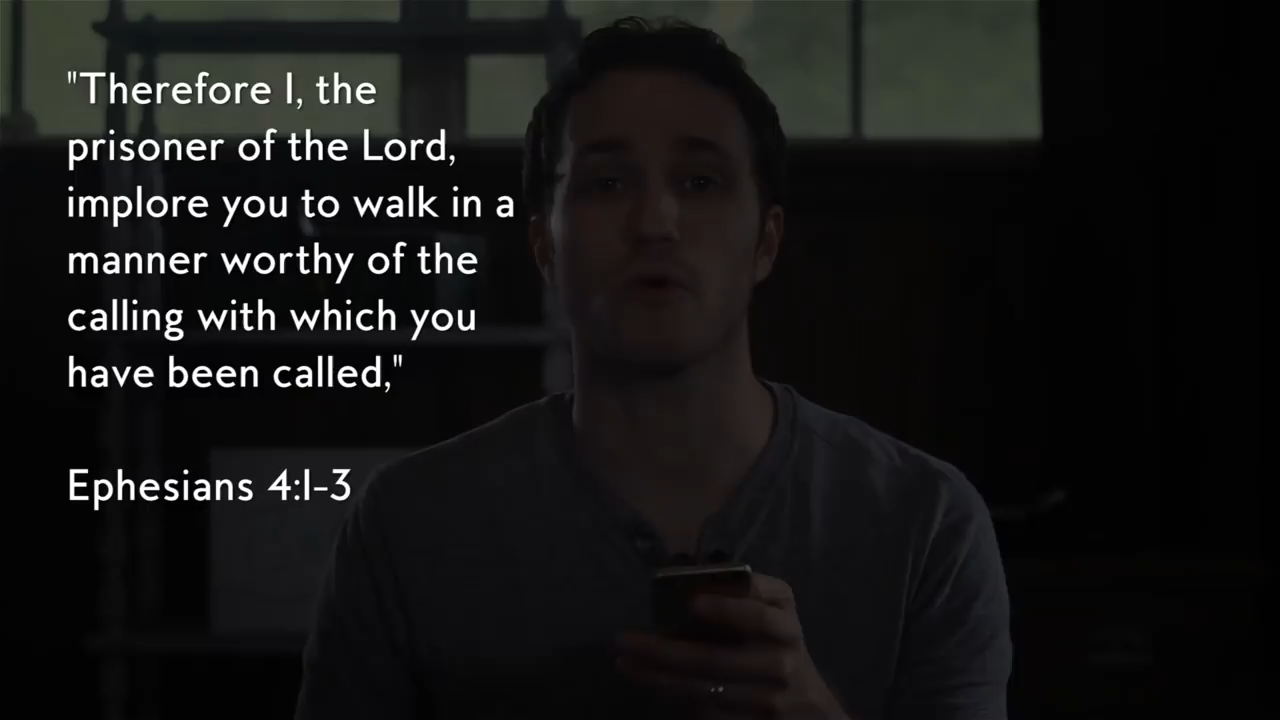 "Therefore I, the
prisoner of the Lord,
implore you to walk in a
manner worthy of the
calling with which you
have been called,"
Ephesians 4:1-3